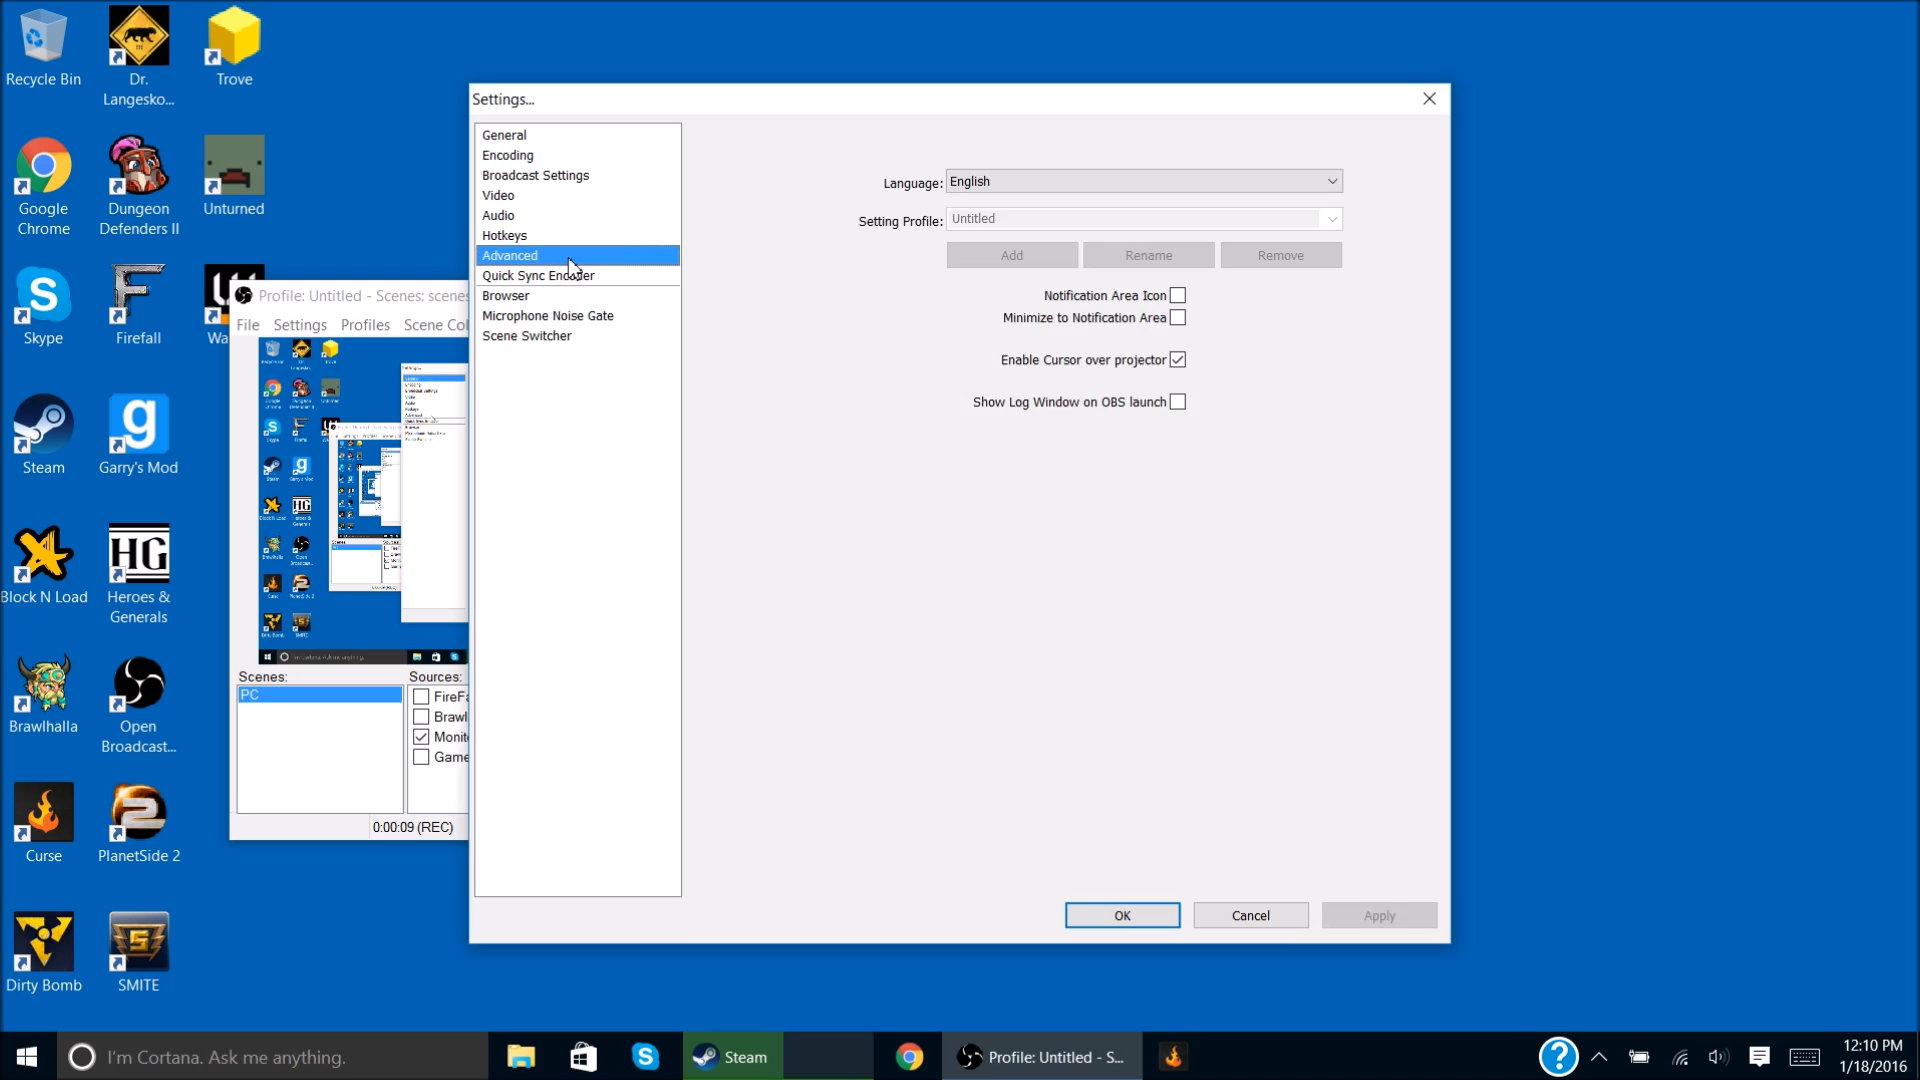 Recycle Bin
Dr.
Langesko...
Trove
Google
Chrome
Dungeon
Defenders II
Unturned
Skype
Firefall
Wa
Steam
Garry's Mod
Block N Load
Heroes &
Generals
Brawlhalla
Open
Broadcast...
Curse
PlanetSide 2
Dirty Bomb
SMITE
HG
Profile: Untitled - Scenes: scenes
File Settings Profiles Scene Col
Scenes:
PC
Sources:
FireFa
Brawl
Monito
Game
0:00:09 (REC)
Settings...
General
Encoding
Broadcast Settings
Video
Audio
Hotkeys
Advanced
Quick Sync Encoder
Browser
Microphone Noise Gate
Scene Switcher
Language: English
Setting Profile: Untitled
Add Rename Remove
Notification Area Icon
Minimize to Notification Area
Enable Cursor over projector
Show Log Window on OBS launch
OK Cancel Apply
I'm Cortana. Ask me anything.
Steam
Profile: Untitled - S...
12:10 PM
1/18/2016